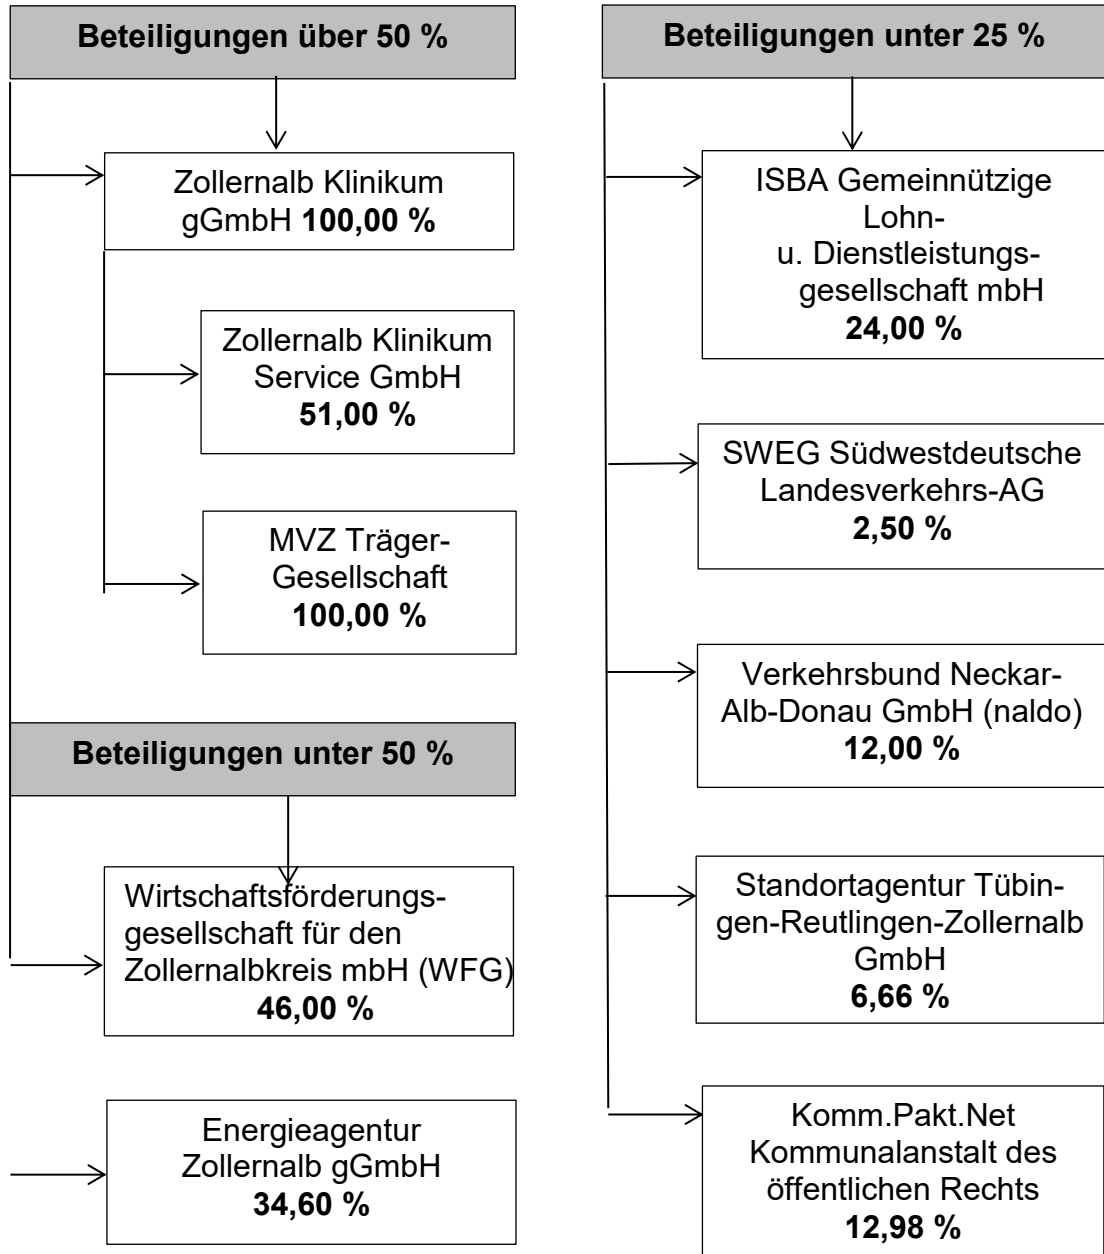 Beteiligungen über 50 %
Zollernalb Klinikum
gGmbH 100,00 %
Zollernalb Klinikum
Service GmbH
51,00 %
MVZ Träger-
Gesellschaft
100,00 %
Beteiligungen unter 50 %
Wirtschaftsförderungs-
gesellschaft für den
Zollernalbkreis mbH (WFG)
46,00 %
Energieagentur
Zollernalb gGmbH
34,60 %
Beteiligungen unter 25 %
ISBA Gemeinnützige
Lohn-
u. Dienstleistungs-
gesellschaft mbH
24,00 %
SWEG Südwestdeutsche
Landesverkehrs-AG
2,50 %
Verkehrsbund Neckar-
Alb-Donau GmbH (naldo)
12,00 %
Standortagentur Tübin-
gen-Reutlingen-Zollernalb
GmbH
6,66 %
Komm.Pakt.Net
Kommunalanstalt des
öffentlichen Rechts
12,98 %